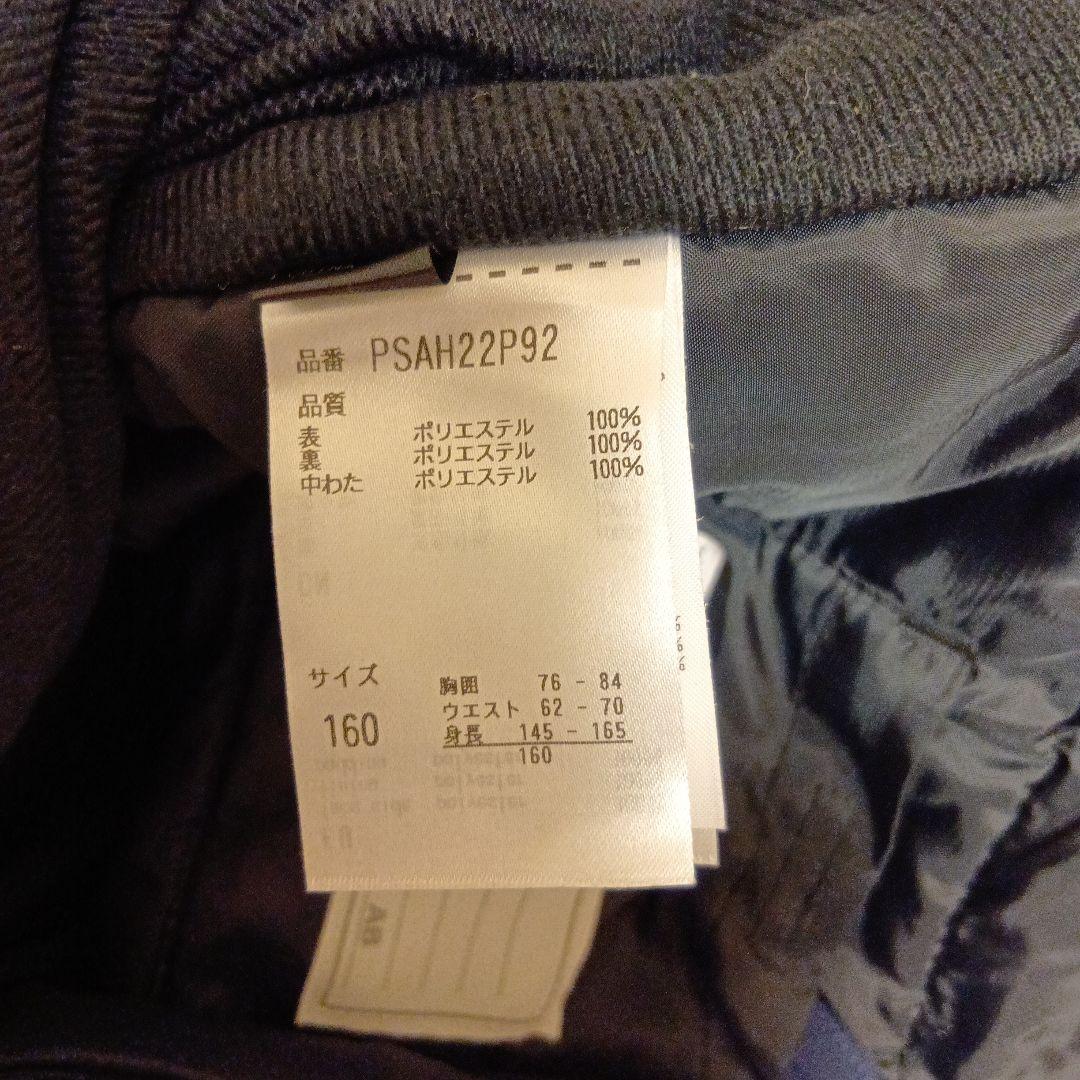 品番 PSAH22P92
品質
表 ポリエステル 100%
裏 ポリエステル 100%
中わた ポリエステル 100%
サイズ
160
胸囲 76 - 84
ウエスト 62 - 70
身長 145 - 165
160